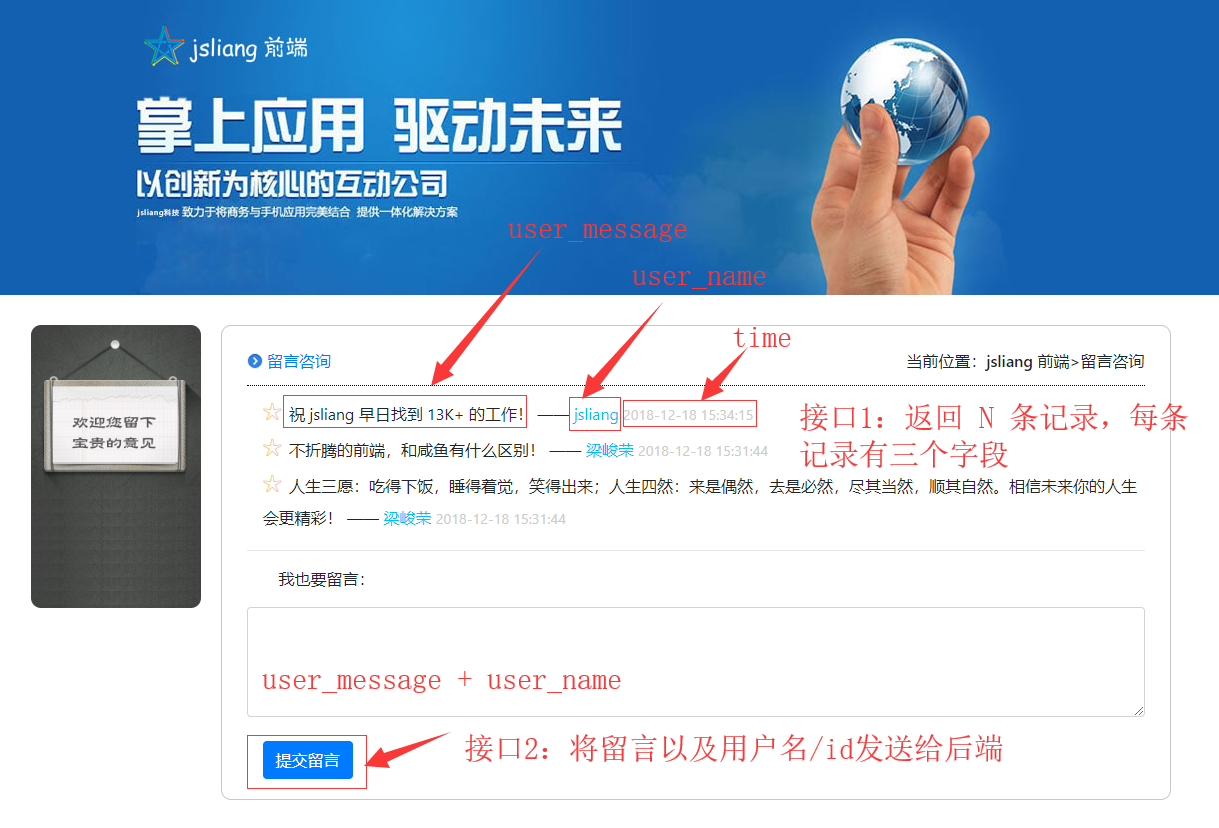 jsliang 前端
掌上应用 驱动未来
以创新为核心的互动公司
jsliang科技 致力于将商务与手机应用完美结合 提供一体化解决方案
user_message
user_name
time
欢迎您留下
宝贵的意见
留言咨询
当前位置：jsliang 前端>留言咨询
祝 jsliang 早日找到 13K+ 的工作！ —— jsliang 2018-12-18 15:34:15
不折腾的前端，和咸鱼有什么区别！ —— 梁峻荣 2018-12-18 15:31:44
接口1：返回 N 条记录，每条
记录有三个字段
人生三愿：吃得下饭，睡得着觉，笑得出来；人生四然：来是偶然，去是必然，尽其当然，顺其自然。相信未来你的人生
会更精彩！ —— 梁峻荣 2018-12-18 15:31:44
我也要留言：
user_message + user_name
提交留言
接口2：将留言以及用户名/id发送给后端